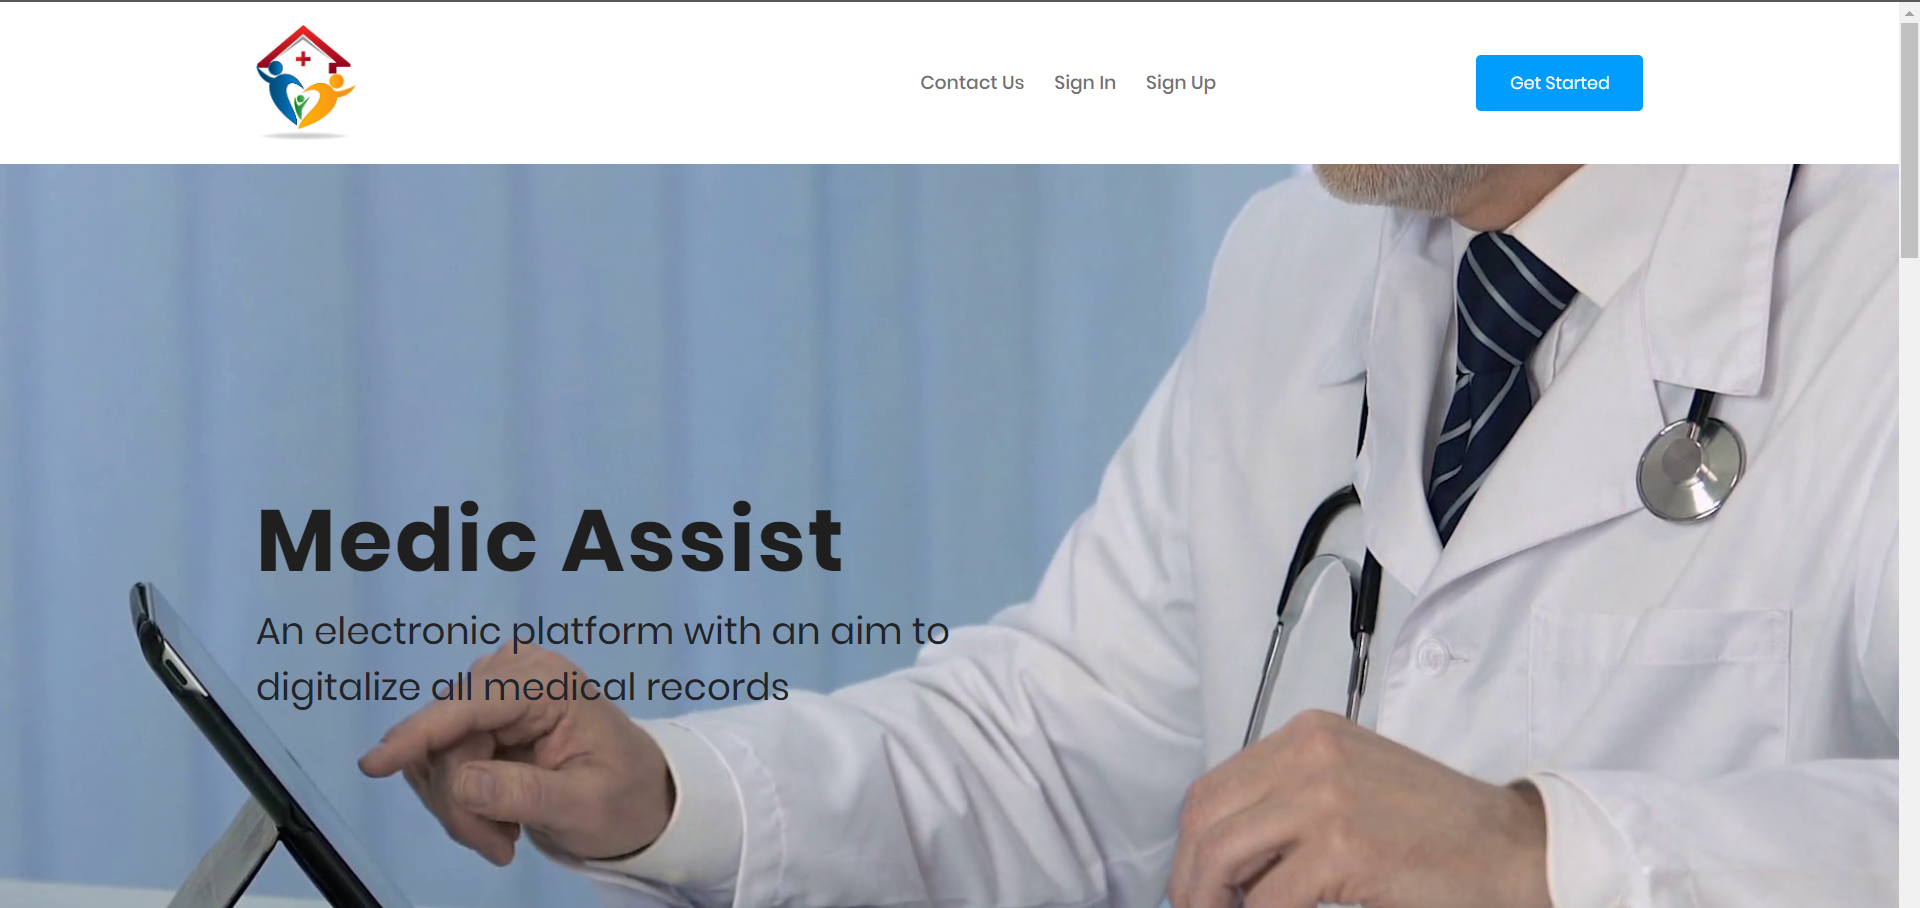 Contact Us
Sign In
Sign Up
Get Started
Medic Assist
An electronic platform with an aim to
digitalize all medical records